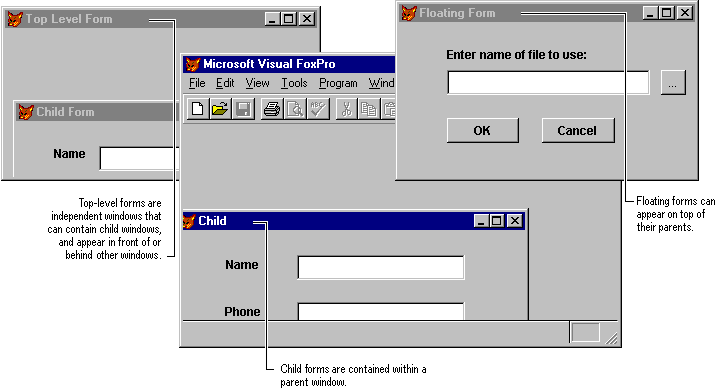 Top Level Form
Child Form
Name
Microsoft Visual FoxPro
File Edit View Tools Program
ABC
Floating Form
Enter name of file to use:
...
OK
Cancel
Child
Name
Phone
Top-level forms are
independent windows that
can contain child windows,
and appear in front of or
behind other windows.
Floating forms can
appear on top of
their parents.
Child forms are contained within a
parent window.